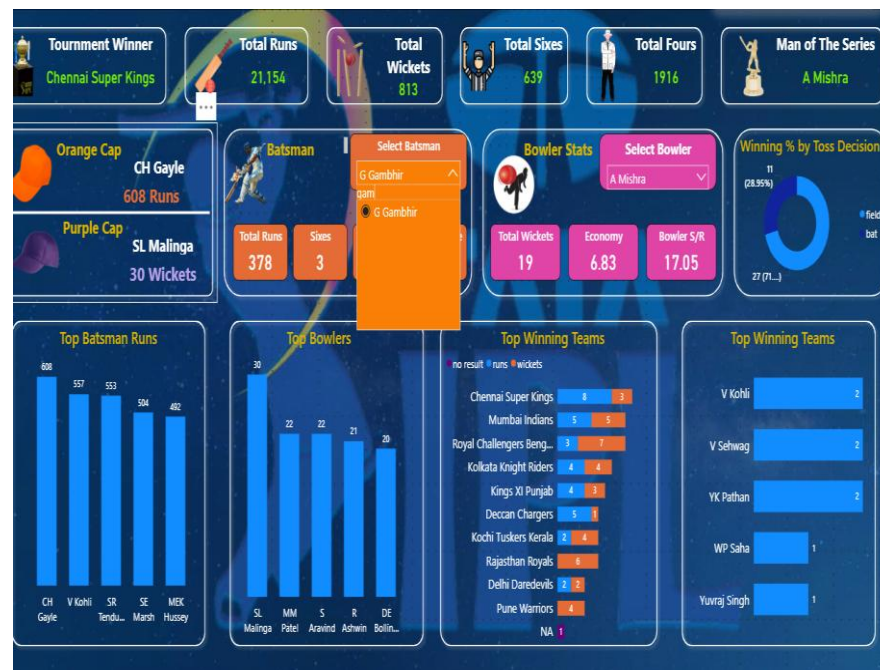 Tournment Winner
Chennai Super Kings
Total Runs
21,154
Total
Wickets
813
Total Sixes
639
Total Fours
1916
Man of The Series
A Mishra
Orange Cap
CH Gayle
608 Runs
Purple Cap
SL Malinga
30 Wickets
Batsman
Select Batsman
G Gambhir
gam
G Gambhir
Total Runs
378
Sixes
3
Bowler Stats
Select Bowler
A Mishra
Total Wickets
19
Economy
6.83
Bowler S/R
17.05
Winning % by Toss Decision
11
(28.95%)
field
bat
27 (71....)
Top Batsman Runs
608
557
553
504
492
CH
Gayle
V Kohli
SR
Tendu...
SE
Marsh
MEK
Hussey
Top Bowlers
30
22
22
21
20
SL
Malinga
MM
Patel
S
Aravind
R
Ashwin
DE
Bollin...
Top Winning Teams
no result runs wickets
Chennai Super Kings 8 3
Mumbai Indians 5 5
Royal Challengers Beng... 3 7
Kolkata Knight Riders 4 4
Kings XI Punjab 4 3
Deccan Chargers 5 1
Kochi Tuskers Kerala 2 4
Rajasthan Royals 6
Delhi Daredevils 2 2
Pune Warriors 4
NA 1
Top Winning Teams
V Kohli 2
V Sehwag 2
YK Pathan 2
WP Saha 1
Yuvraj Singh 1